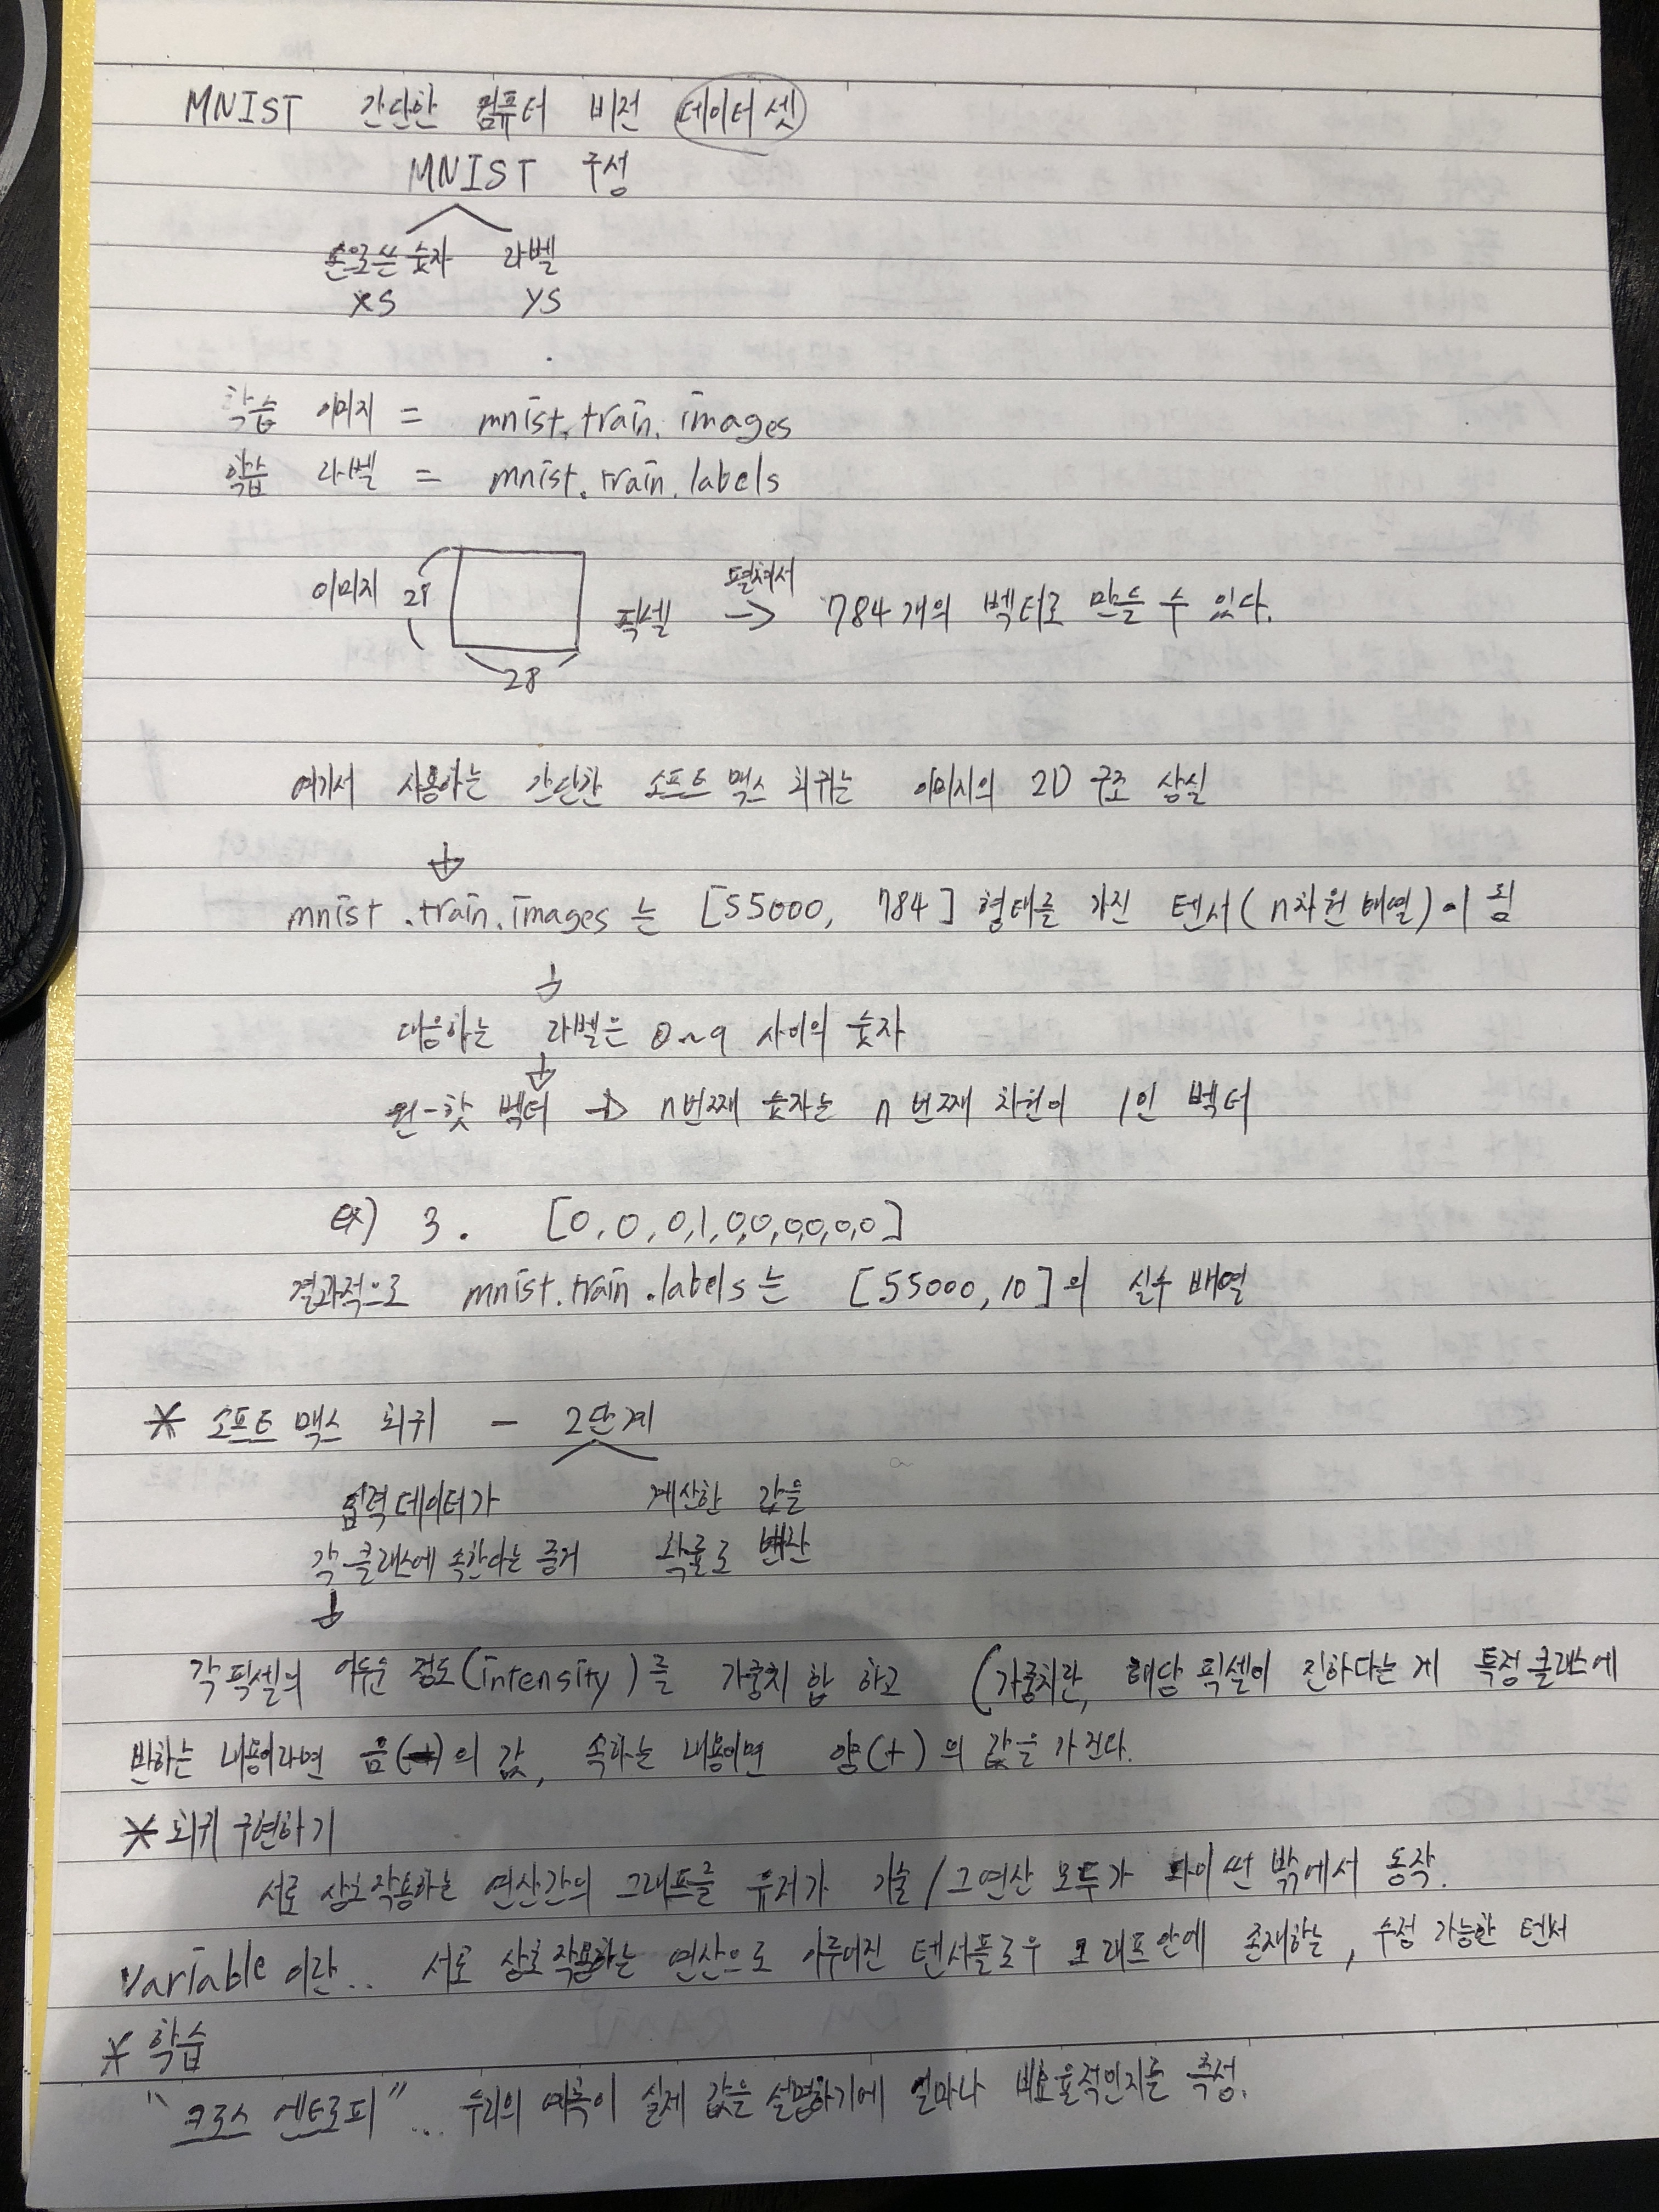 MNIST 간단한 컴퓨터 비전 데이터셋
MNIST 구성
손으로 쓴 숫자 라벨
xs ys
학습 이미지 = mnist.train.images
학습 라벨 = mnist.train.labels
이미지 28 픽셀 펼쳐서 → 784개의 벡터로 만들 수 있다.
28
여기서 사용하는 간단한 소프트 맥스 회귀는 이미지의 2D 구조 상실
↓
mnist.train.images 는 [55000, 784] 형태를 가진 텐서(n차원 배열)이 됨
↓
대응하는 라벨은 0~9 사이의 숫자
↓
원-핫 벡터 → n번째 숫자는 n번째 차원이 1인 벡터
ex) 3. [0,0,0,1,0,0,0,0,0,0]
결과적으로 mnist.train.labels는 [55000,10]의 실수 배열
* 소프트 맥스 회귀 - 2단계
입력 데이터가 계산한 값을
각 클래스에 속한다는 증거 확률로 변환
↓
각 픽셀의 어두운 정도(intensity)를 가중치 합 하고 (가중치란, 해당 픽셀이 진하다는 게 특정 클래스에
반하는 내용이라면 음(-)의 값, 속하는 내용이면 양(+)의 값을 가진다.
* 회귀 구현하기
서로 상호작용하는 연산간의 그래프를 유저가 기술/그 연산 모두가 파이썬 밖에서 동작.
Variable 이란.. 서로 상호작용하는 연산으로 이루어진 텐서플로우 그래프 안에 존재하는, 수정 가능한 텐서
* 학습
"크로스 엔트로피"... 우리의 예측이 실제 값을 설명하기에 얼마나 비효율적인지를 측정.